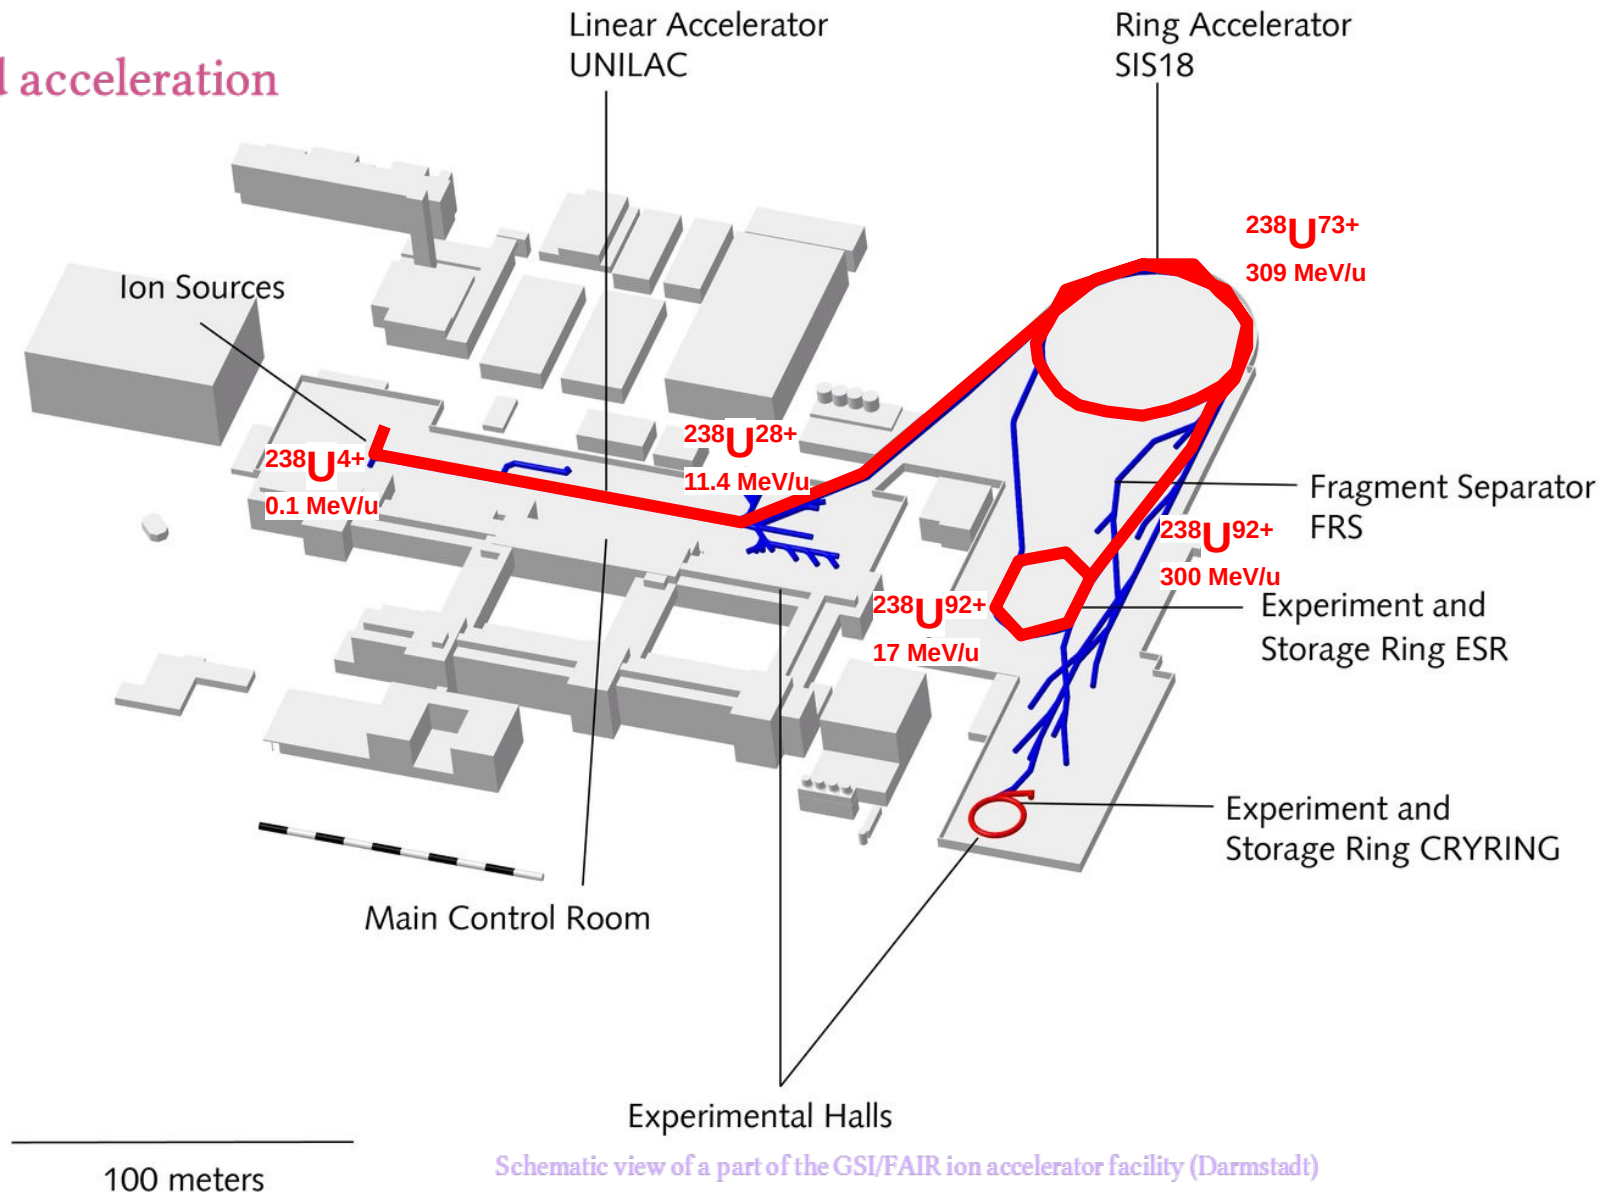 Linear Accelerator
UNILAC
Ring Accelerator
SIS18
acceleration
238U73+
309 MeV/u
Ion Sources
238U4+
0.1 MeV/u
238U28+
11.4 MeV/u
Fragment Separator
FRS
238U92+
300 MeV/u
238U92+
17 MeV/u
Experiment and
Storage Ring ESR
Experiment and
Storage Ring CRYRING
Main Control Room
Experimental Halls
100 meters
Schematic view of a part of the GSI/FAIR ion accelerator facility (Darmstadt)